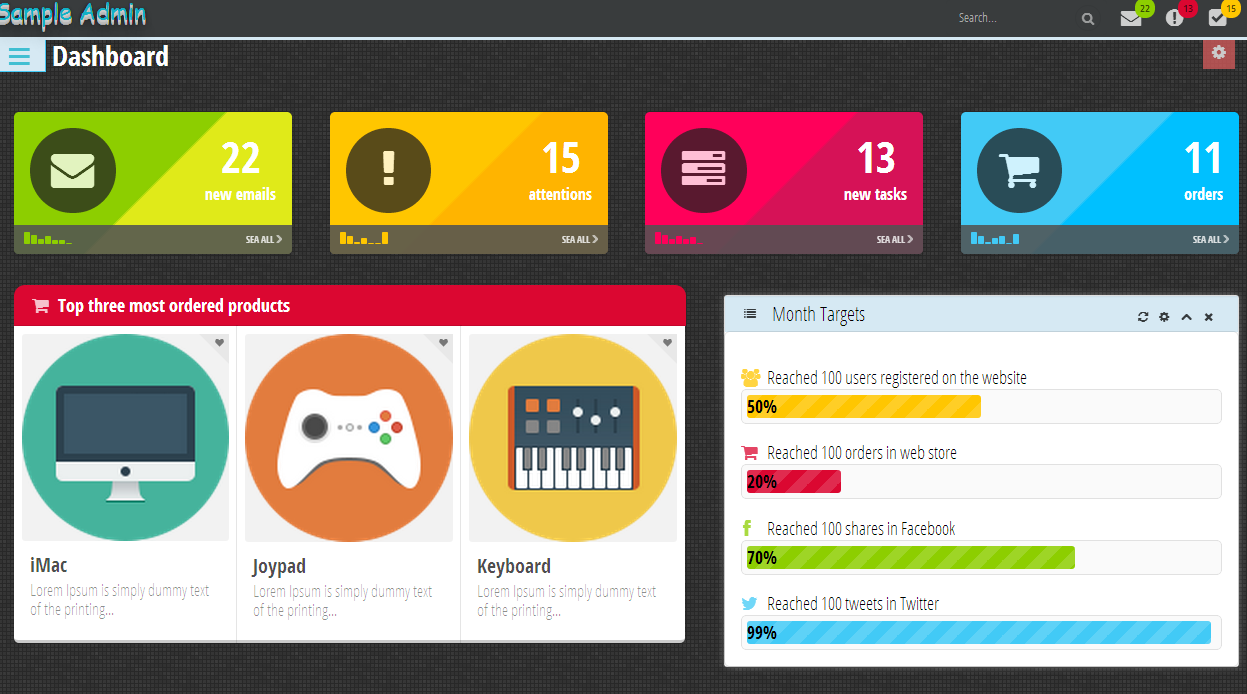 Sample Admin
Search...
22
13
15
Dashboard
22
new emails
SEA ALL
15
attentions
SEA ALL
13
new tasks
SEA ALL
11
orders
SEA ALL
Top three most ordered products
iMac
Lorem Ipsum is simply dummy text
of the printing...
Joypad
Lorem Ipsum is simply dummy text
of the printing...
Keyboard
Lorem Ipsum is simply dummy text
of the printing...
Month Targets
Reached 100 users registered on the website
50%
Reached 100 orders in web store
20%
Reached 100 shares in Facebook
70%
Reached 100 tweets in Twitter
99%